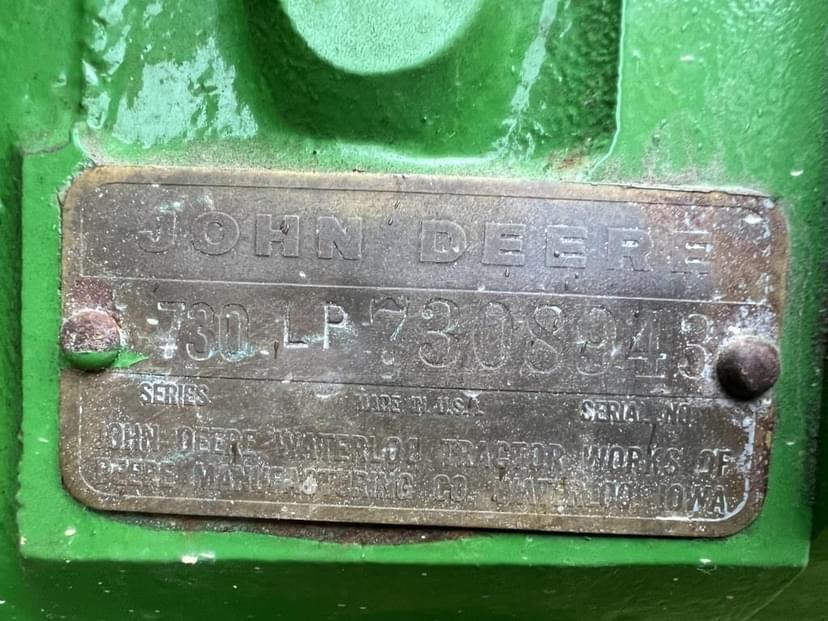 JOHN DEERE
730 LP 7308943
SERIES MADE IN U.S.A. SERIAL NO.
JOHN DEERE WATERLOO TRACTOR WORKS OF
DEERE MANUFACTURING CO. WATERLOO IOWA